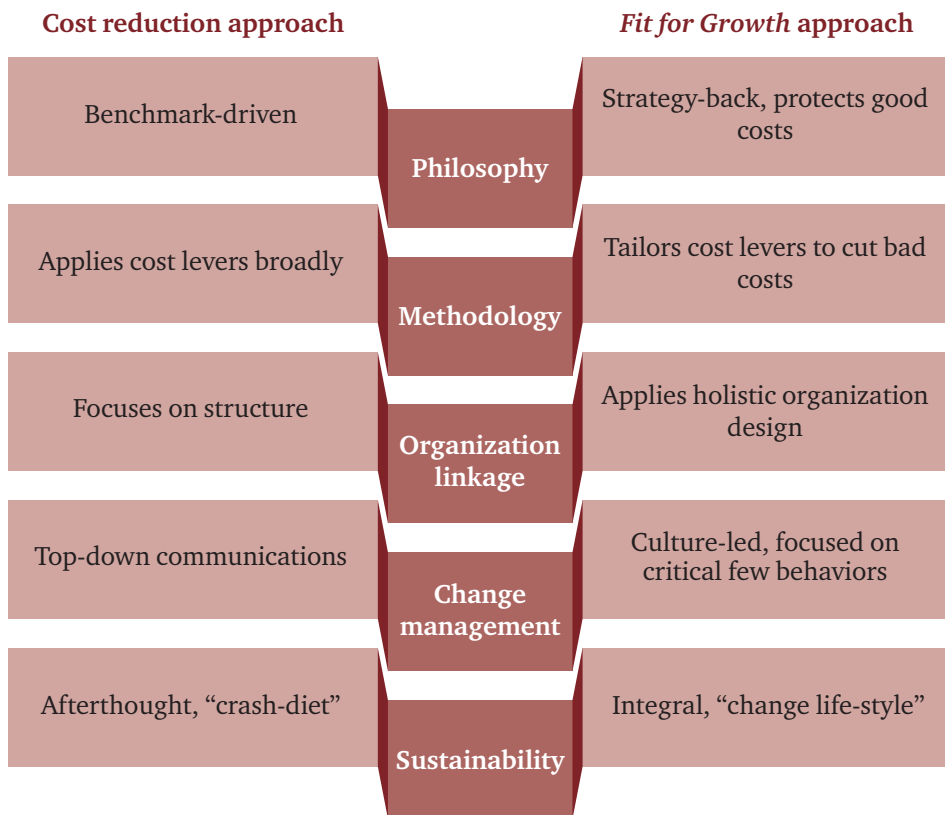 Cost reduction approach
Fit for Growth approach
Benchmark-driven
Philosophy
Strategy-back, protects good
costs
Applies cost levers broadly
Methodology
Tailors cost levers to cut bad
costs
Focuses on structure
Organization
linkage
Applies holistic organization
design
Top-down communications
Change
management
Culture-led, focused on
critical few behaviors
Afterthought, “crash-diet”
Sustainability
Integral, “change life-style”